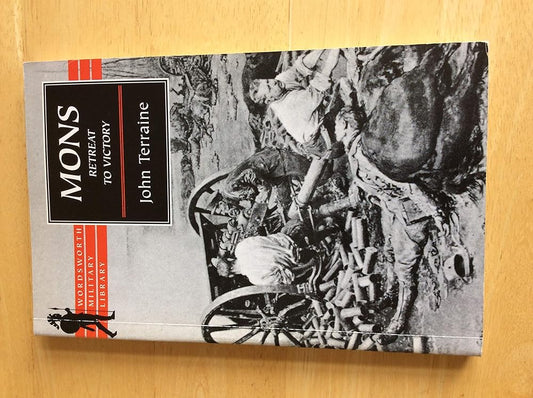 MONS
RETREAT
TO VICTORY
John Terraine
WORDSWORTH
MILITARY
LIBRARY